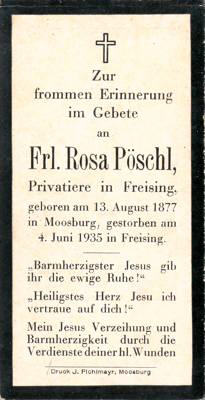 Zur
frommen Erinnerung
im Gebete
an
Frl. Rosa Pöschl,
Privatiere in Freising,
geboren am 13. August 1877
in Moosburg, gestorben am
4. Juni 1935 in Freising.
„Barmherzigster Jesus gib
ihr die ewige Ruhe!“
„Heiligstes Herz Jesu ich
vertraue auf dich!“
Mein Jesus Verzeihung und
Barmherzigkeit durch die
Verdienste deiner hl. Wunden
Druck J. Pichlmayr, Moosburg